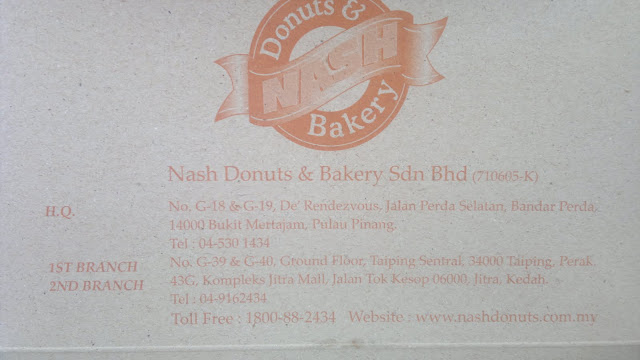 Donuts &
NASH
Bakery
Nash Donuts & Bakery Sdn Bhd (710605-K)
H.Q. No. G-18 & G-19, De' Rendezvous, Jalan Perda Selatan, Bandar Perda,
14000 Bukit Mertajam, Pulau Pinang.
Tel : 04-530 1434
1ST BRANCH No. G-39 & G-40, Ground Floor, Taiping Sentral, 34000 Taiping, Perak.
2ND BRANCH 43G, Kompleks Jitra Mall, Jalan Tok Kesop 06000, Jitra, Kedah.
Tel : 04-9162434
Toll Free : 1800-88-2434 Website : www.nashdonuts.com.my